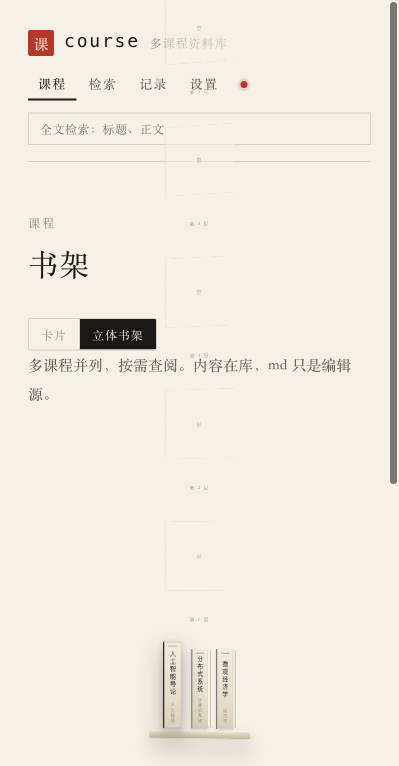 课 course 多课程资料库
课程 检索 记录 设置
全文检索：标题、正文
课程
书架
卡片 立体书架
多课程并列，按需查阅。内容在库，md 只是编辑
源。
人工智能导论
分布式系统
微观经济学